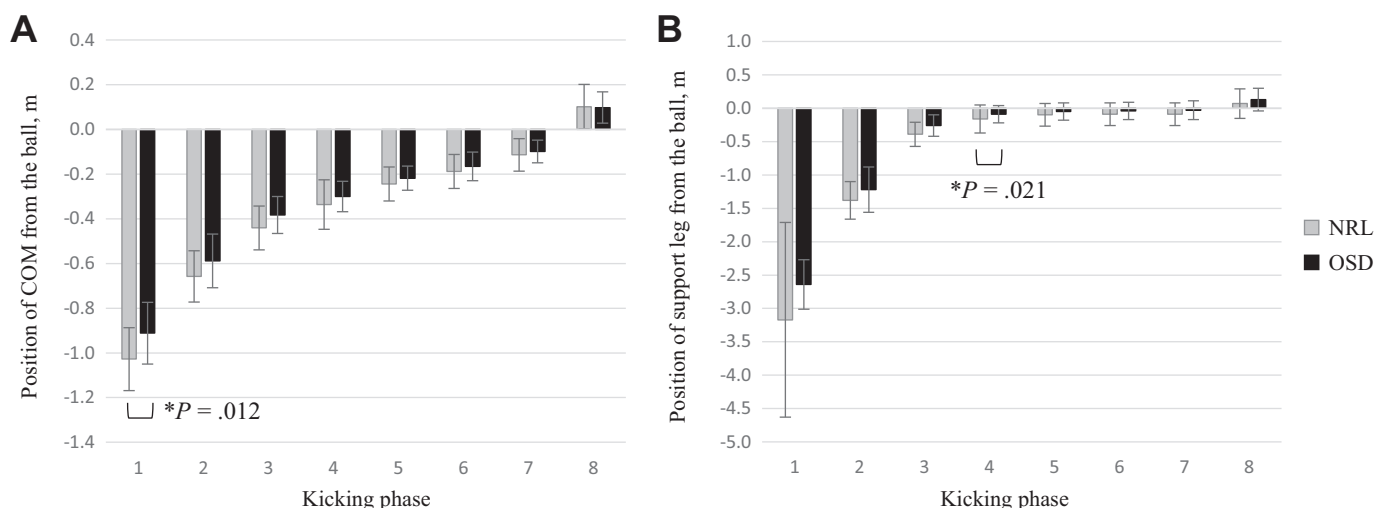 A
Position of COM from the ball, m
0.4
0.2
0.0
-0.2
-0.4
-0.6
-0.8
-1.0
-1.2
-1.4
*P = .012
1 2 3 4 5 6 7 8
Kicking phase
B
Position of support leg from the ball, m
1.0
0.5
0.0
-0.5
-1.0
-1.5
-2.0
-2.5
-3.0
-3.5
-4.0
-4.5
-5.0
*P = .021
1 2 3 4 5 6 7 8
Kicking phase
NRL
OSD